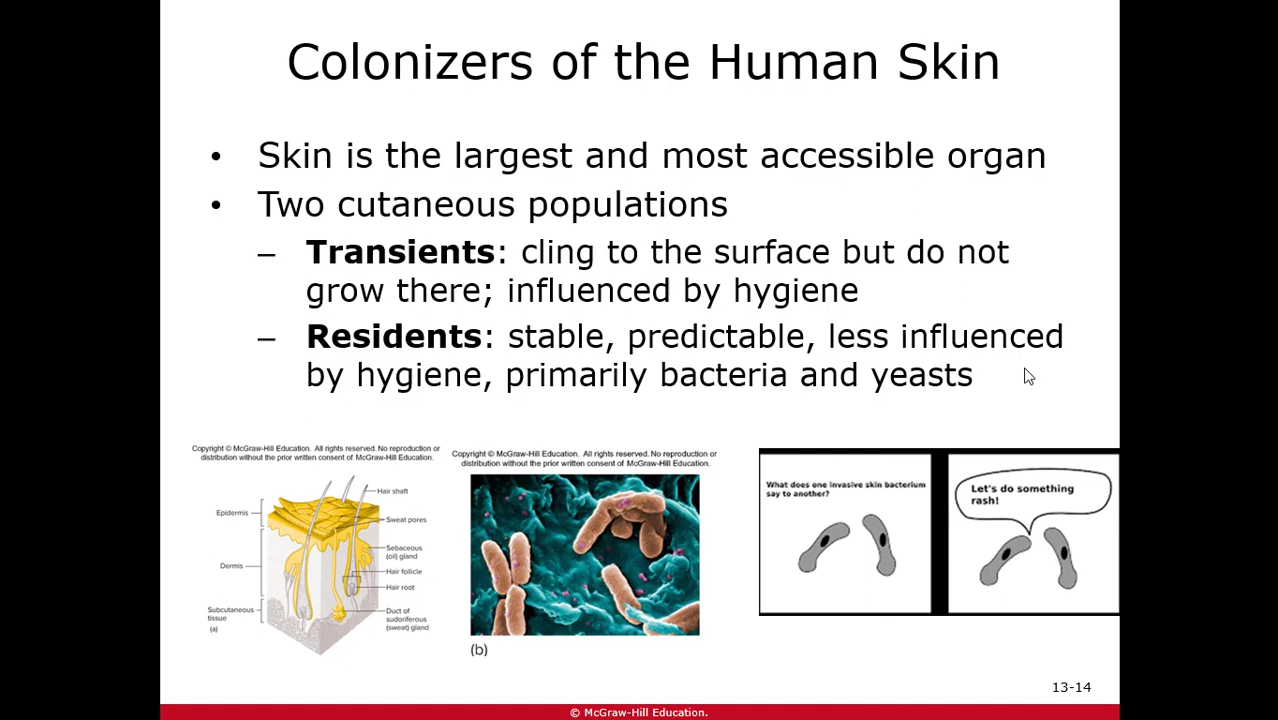 Colonizers of the Human Skin
• Skin is the largest and most accessible organ
• Two cutaneous populations
– Transients: cling to the surface but do not
grow there; influenced by hygiene
– Residents: stable, predictable, less influenced
by hygiene, primarily bacteria and yeasts
Copyright © McGraw-Hill Education. All rights reserved. No reproduction or
distribution without the prior written consent of McGraw-Hill Education.
Hair shaft
Epidermis
Sweat pores
Sebaceous
(oil) gland
Dermis
Hair follicle
Hair root
Subcutaneous
tissue
Duct of
sudoriferous
(sweat) gland
(a)
Copyright © McGraw-Hill Education. All rights reserved. No reproduction or
distribution without the prior written consent of McGraw-Hill Education.
(b)
What does one invasive skin bacterium
say to another?
Let's do something
rash!
13-14
© McGraw-Hill Education.